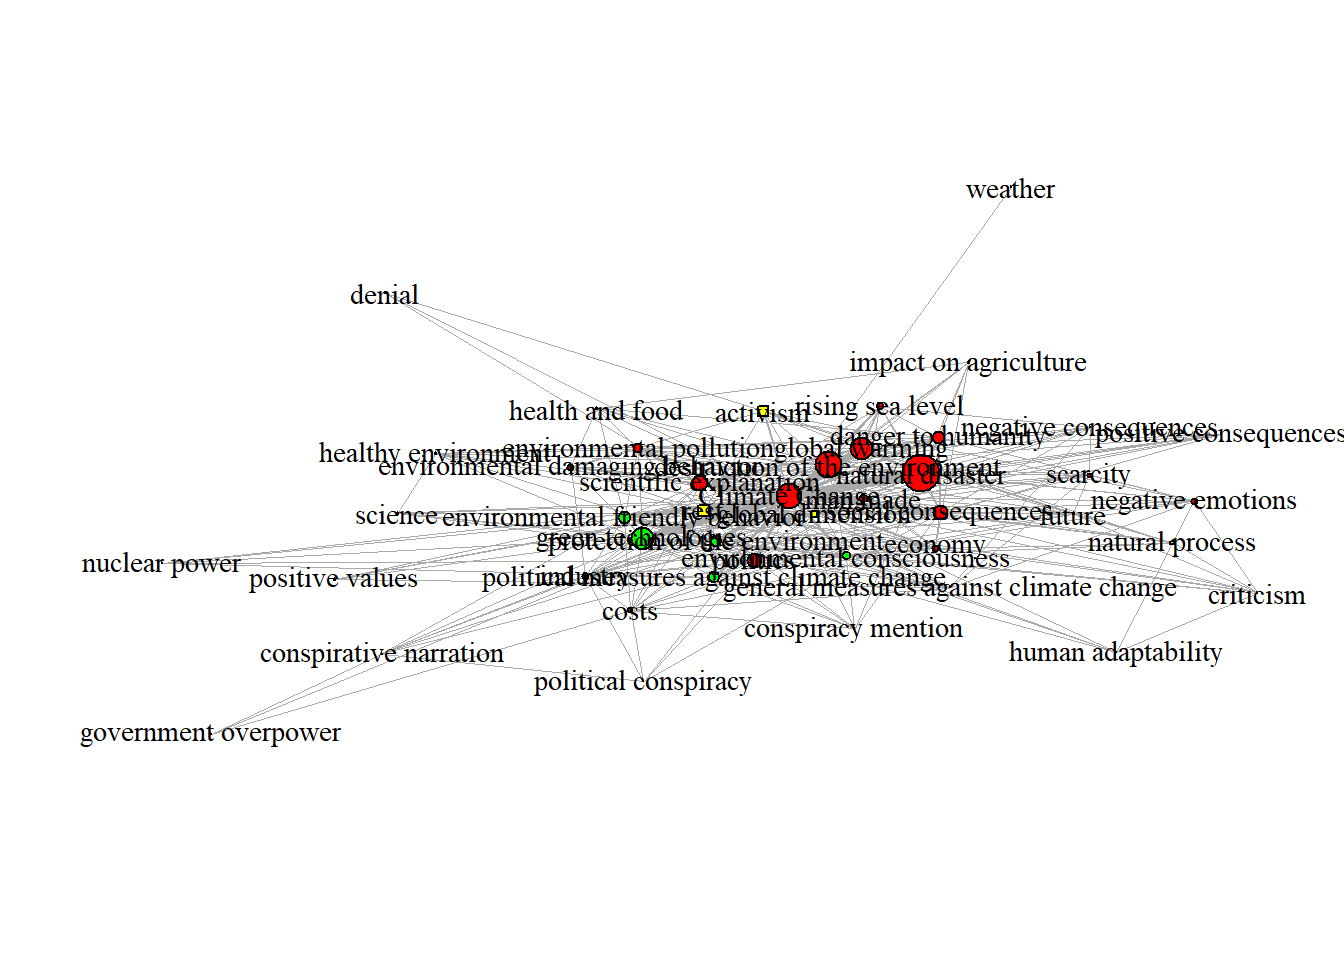 weather
denial
impact on agriculture
rising sea level
health and food
activism
negative consequences
positive consequences
danger to humanity
environmental pollution
global warming
healthy environment
environmental damaging behavior
destruction of the environment
natural disaster
scarcity
scientific explanation
Climate Change
man made
negative emotions
science
environmental friendly behavior
global dimension
social consequences
future
green technologies
protection of the environment
economy
natural process
nuclear power
environmental consciousness
politics
positive values
industry
political measures against climate change
general measures against climate change
criticism
costs
conspiracy mention
conspirative narration
human adaptability
political conspiracy
government overpower